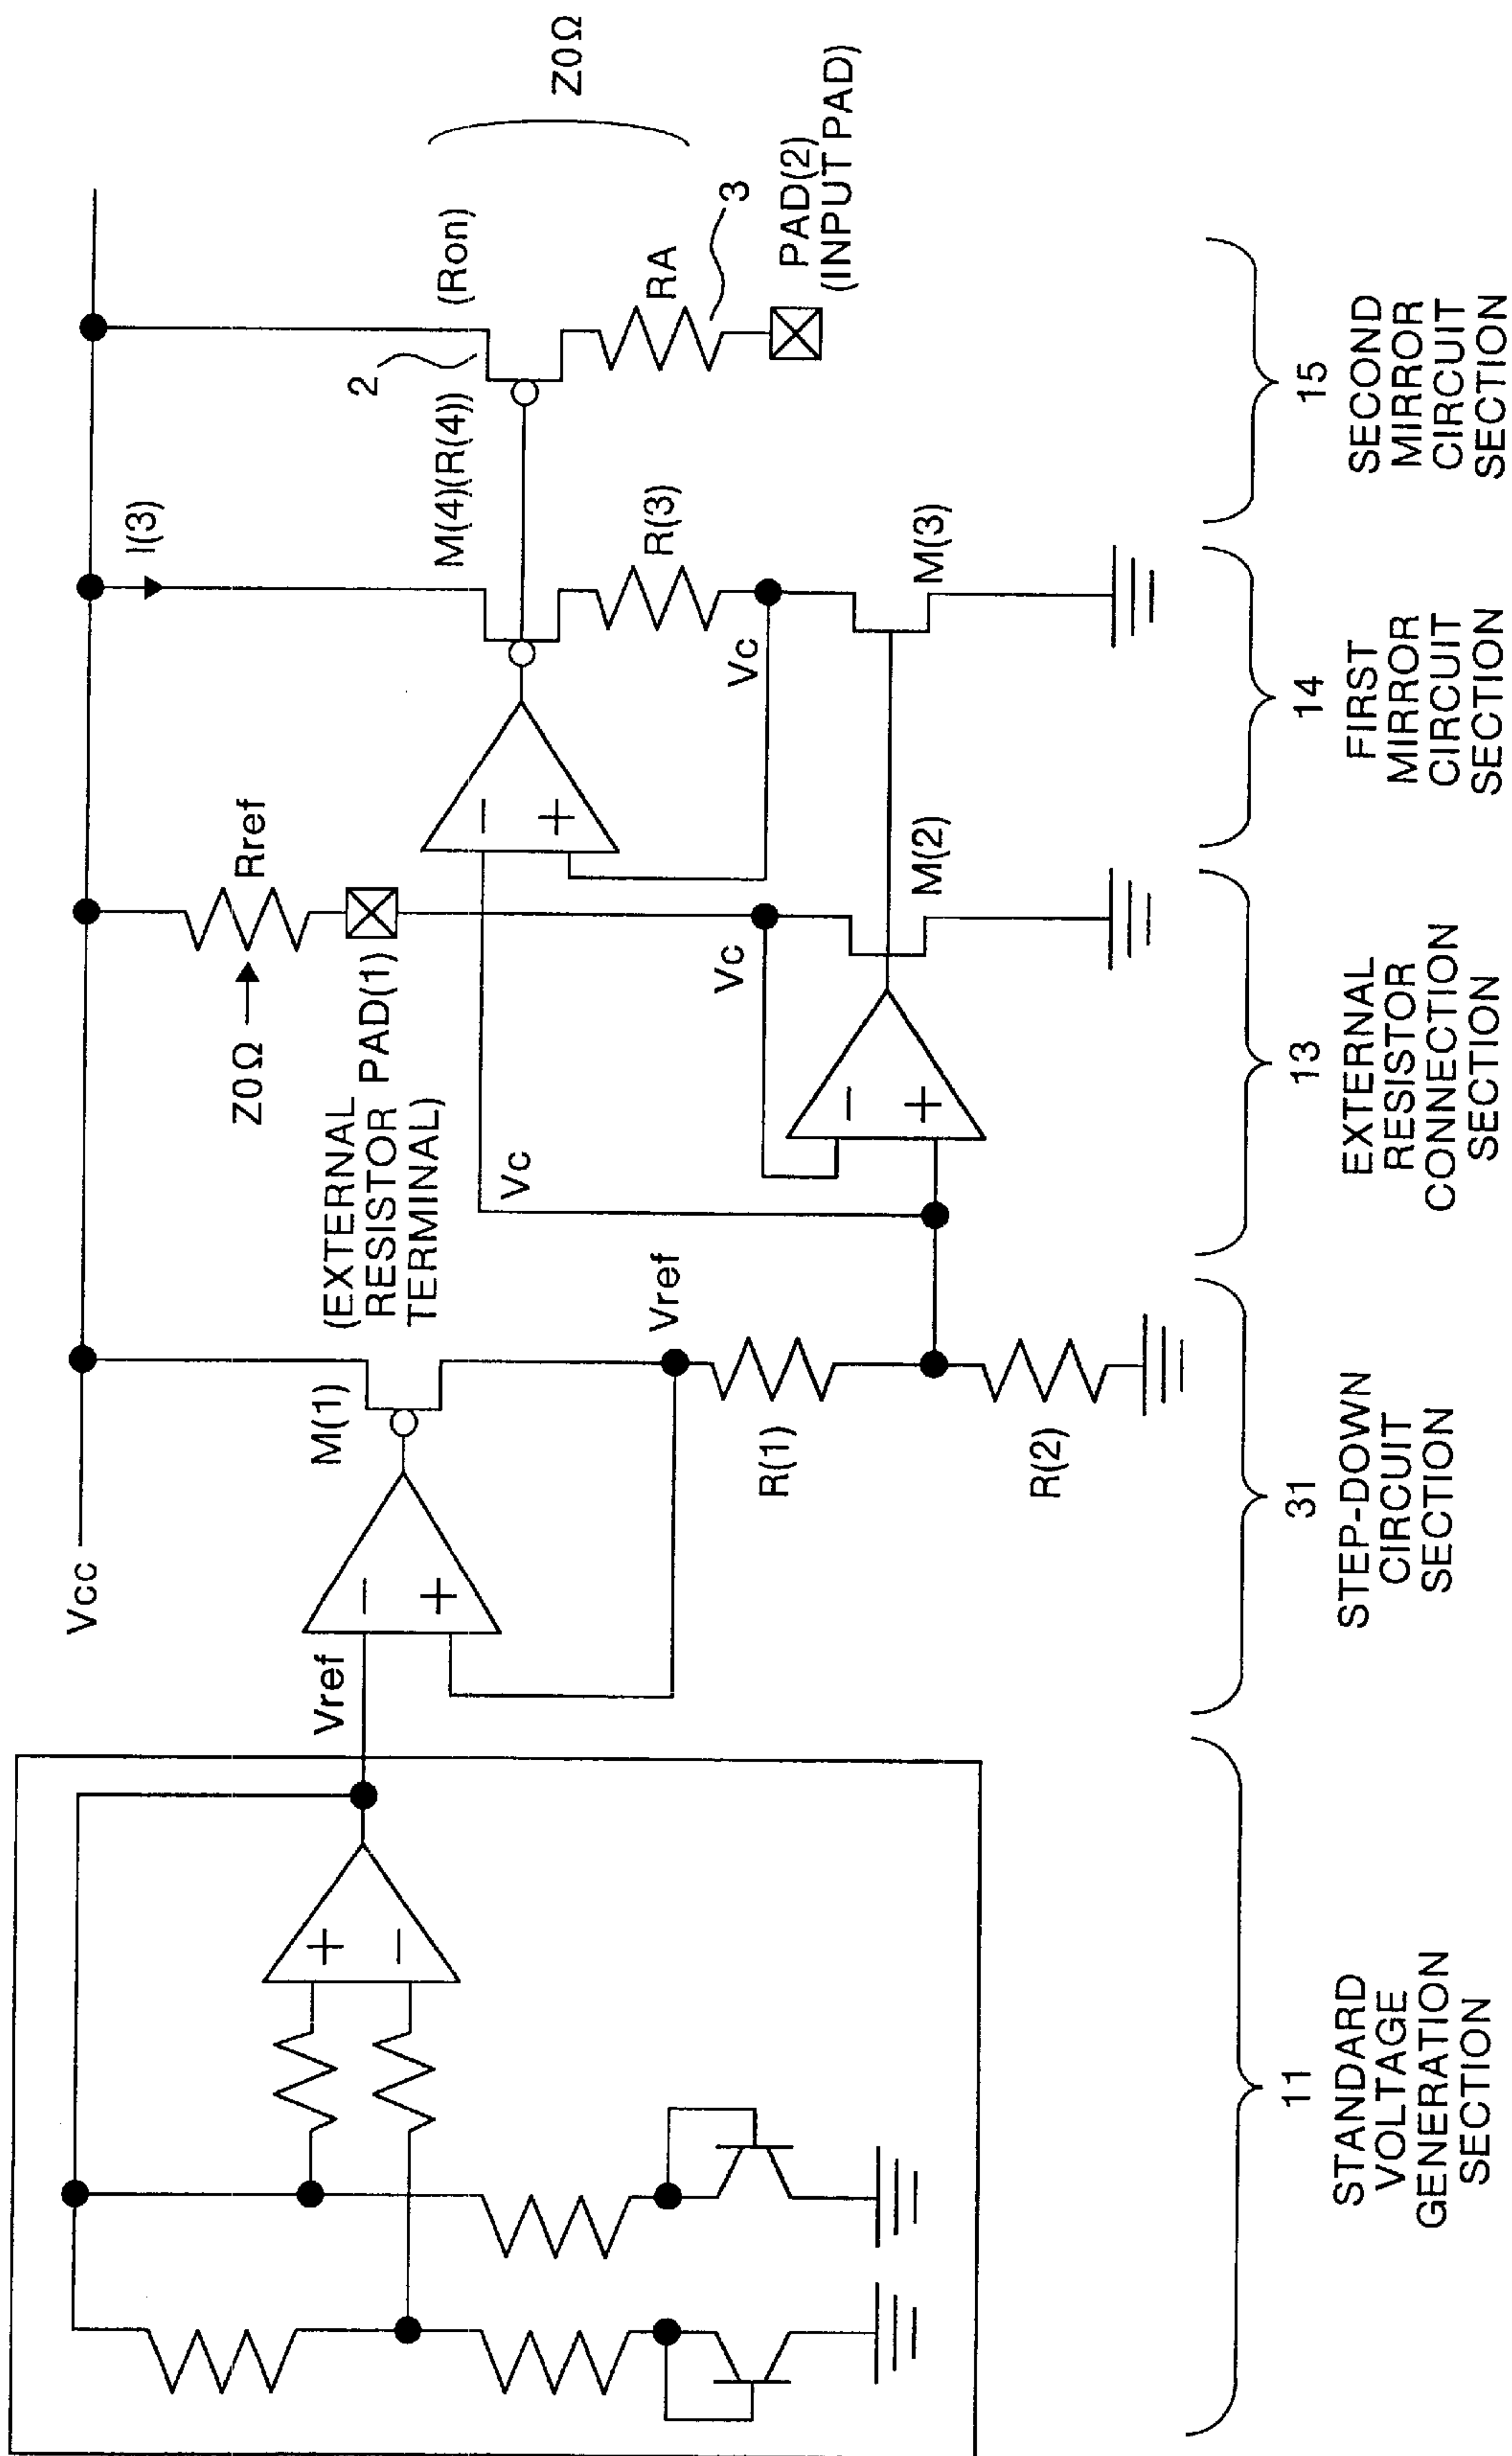 Vcc
Vref
M(1)
Vref
R(1)
R(2)
Z0Ω
Rref
(EXTERNAL PAD(1)
RESISTOR
TERMINAL)
Vc
Vc
M(2)
I(3)
M(4)(R(4))
R(3)
Vc
M(3)
2
(Ron)
RA
3
PAD(2)
(INPUT PAD)
Z0Ω
−
+
−
+
−
+
+
−
11
STANDARD
VOLTAGE
GENERATION
SECTION
31
STEP-DOWN
CIRCUIT
SECTION
13
EXTERNAL
RESISTOR
CONNECTION
SECTION
14
FIRST
MIRROR
CIRCUIT
SECTION
15
SECOND
MIRROR
CIRCUIT
SECTION